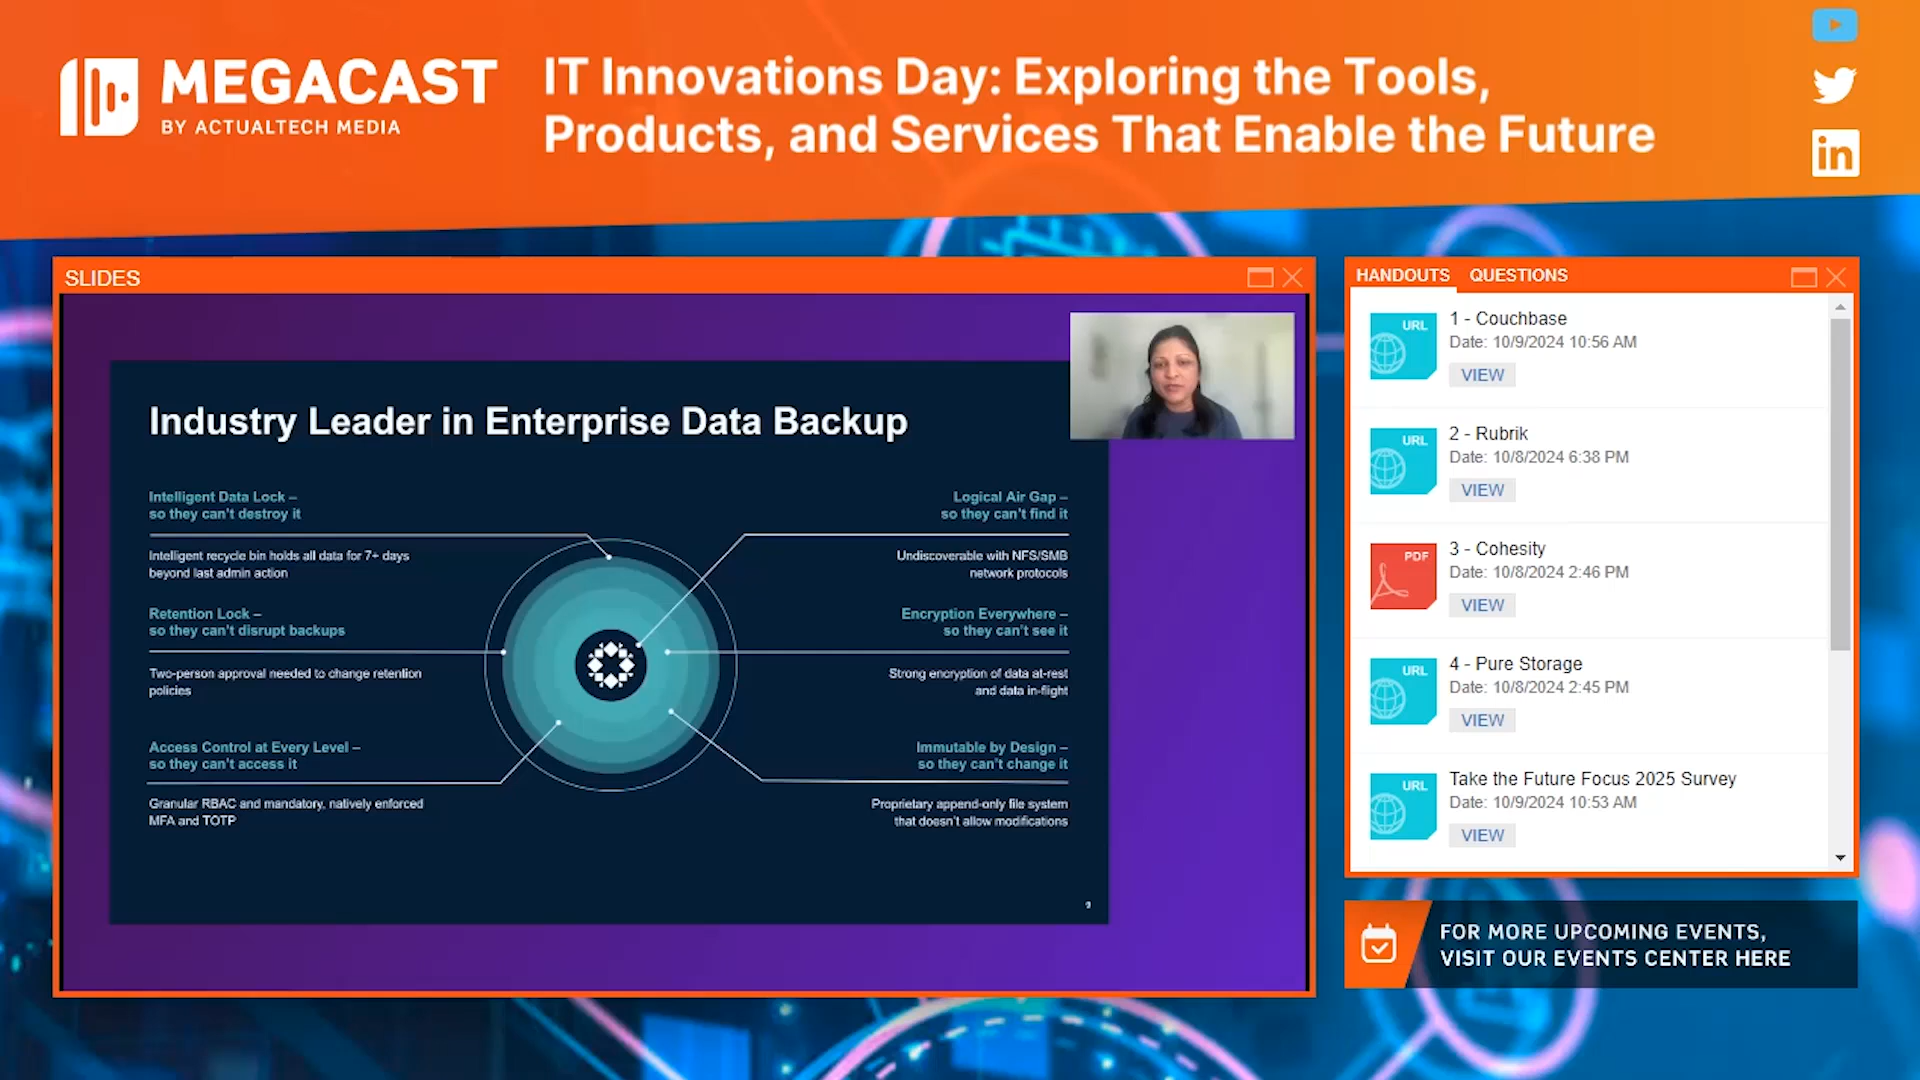 MEGACAST
BY ACTUALTECH MEDIA
IT Innovations Day: Exploring the Tools,
Products, and Services That Enable the Future
in
SLIDES
Industry Leader in Enterprise Data Backup
Intelligent Data Lock –
so they can't destroy it
Intelligent recycle bin holds all data for 7+ days
beyond last admin action
Retention Lock –
so they can't disrupt backups
Two-person approval needed to change retention
policies
Access Control at Every Level –
so they can't access it
Granular RBAC and mandatory, natively enforced
MFA and TOTP
Logical Air Gap –
so they can't find it
Undiscoverable with NFS/SMB
network protocols
Encryption Everywhere –
so they can't see it
Strong encryption of data at-rest
and data in-flight
Immutable by Design –
so they can't change it
Proprietary append-only file system
that doesn't allow modifications
9
HANDOUTS QUESTIONS
URL
1 - Couchbase
Date: 10/9/2024 10:56 AM
VIEW
URL
2 - Rubrik
Date: 10/8/2024 6:38 PM
VIEW
PDF
3 - Cohesity
Date: 10/8/2024 2:46 PM
VIEW
URL
4 - Pure Storage
Date: 10/8/2024 2:45 PM
VIEW
URL
Take the Future Focus 2025 Survey
Date: 10/9/2024 10:53 AM
VIEW
FOR MORE UPCOMING EVENTS,
VISIT OUR EVENTS CENTER HERE